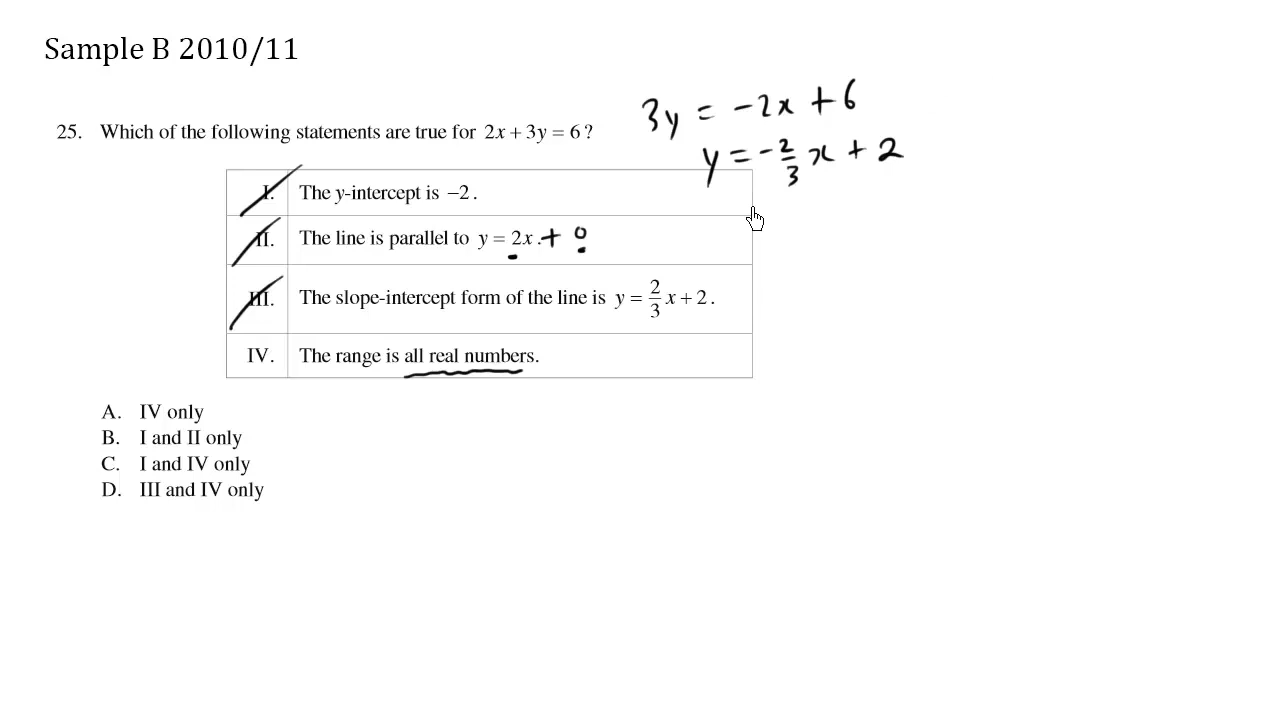 Sample B 2010/11
3y = -2x + 6
25. Which of the following statements are true for 2x + 3y = 6 ?
y = -2/3 x + 2
I. The y-intercept is −2.
II. The line is parallel to y = 2x. + 0
III. The slope-intercept form of the line is y = 2/3 x + 2.
IV. The range is all real numbers.
A. IV only
B. I and II only
C. I and IV only
D. III and IV only